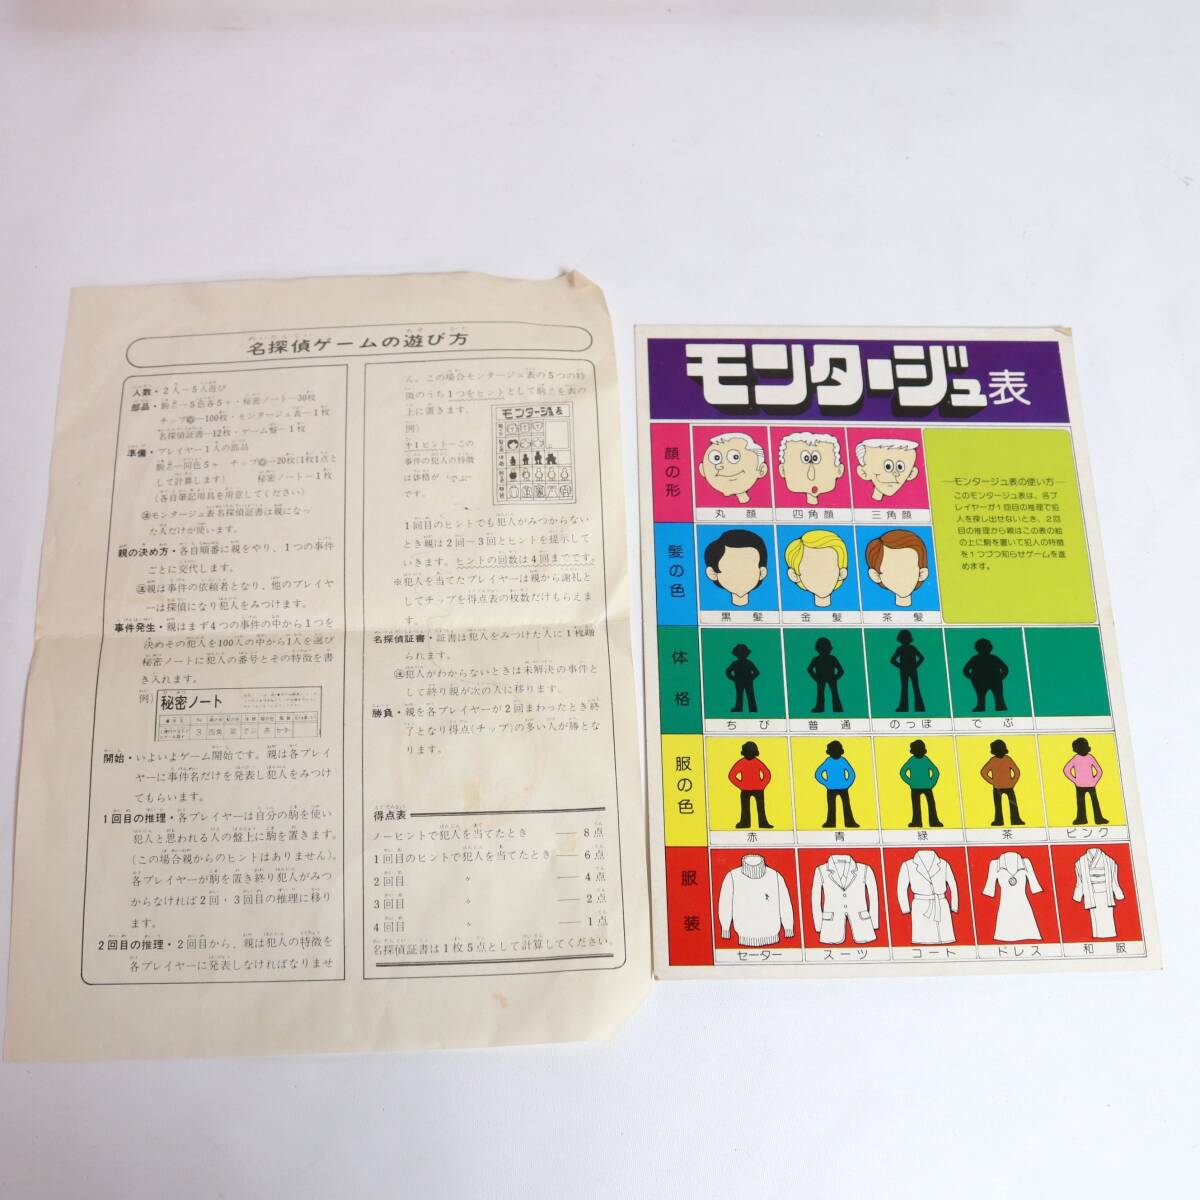 名探偵ゲームの遊び方
人数・2人〜5人遊び
部品・駒―5色各5ケ・秘密ノート―30枚
チップ―100枚・モンタージュ表―1枚
名探偵証書―12枚・ゲーム盤―1枚
準備・プレイヤー1人の部品
駒―同色5ケ チップ―20枚(1枚1点と
して計算します) 秘密ノート―1枚
(各自筆記用具を用意してください)
モンタージュ表名探偵証書は親になっ
た人だけが使います。
親の決め方・各自順番に親をやり、1つの事件
ごとに交代します。
親は事件の依頼者となり、他のプレイヤ
ーは探偵になり犯人をみつけます。
事件発生・親はまず4つの事件の中から1つを
決めその犯人を100人の中から1人を選び
秘密ノートに犯人の番号とその特徴を書
き入れます。
例)
秘密ノート
開始・いよいよゲーム開始です。親は各プレイ
ヤーに事件名だけを発表し犯人をみつけ
てもらいます。
1回目の推理・各プレイヤーは自分の駒を使い
犯人と思われる人の盤上に駒を置きます。
(この場合親からのヒントはありません)。
各プレイヤーが駒を置き終り犯人がみつ
からなければ2回・3回目の推理に移り
ます。
2回目の推理・2回目から、親は犯人の特徴を
各プレイヤーに発表しなければなりませ
ん。この場合モンタージュ表の5つの特
徴のうち1つをヒントとして駒を表の
上に置きます。
例)
モンタージュ表
1ヒント―この
事件の犯人の特徴
は体格が "でぶ"
です。
1回目のヒントでも犯人がみつからない
とき親は2回〜3回とヒントを提示して
いきます。ヒントの回数は4回までです。
※犯人を当てたプレイヤーは親から謝礼と
してチップを得点表の枚数だけもらえま
す。
名探偵証書・証書は犯人をみつけた人に1枚贈
られます。
犯人がわからないときは未解決の事件と
して終り親が次の人に移ります。
勝負・親を各プレイヤーが2回まわったとき終
了となり得点(チップ)の多い人が勝とな
ります。
得点表
ノーヒントで犯人を当てたとき ―― 8点
1回目のヒントで犯人を当てたとき ―― 6点
2回目 〃 ―― 4点
3回目 〃 ―― 2点
4回目 〃 ―― 1点
名探偵証書は1枚5点として計算してください。
モンタージュ表
顔の形
丸顔 四角顔 三角顔
モンタージュ表の使い方
このモンタージュ表は、各プ
レイヤーが1回目の推理で犯
人を探し出せないとき、2回
目の推理から親はこの表の絵
の上に駒を置いて犯人の特徴
を1つづつ知らせゲームを進
めます。
髪の色
黒髪 金髪 茶髪
体格
ちび 普通 のっぽ でぶ
服の色
赤 青 緑 茶 ピンク
服装
セーター スーツ コート ドレス 和服